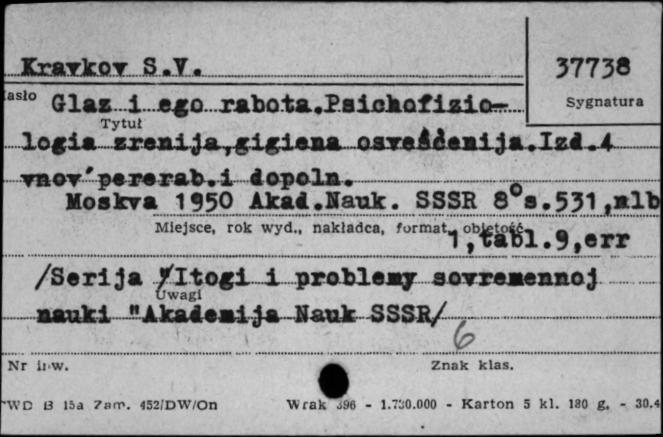 Kravkov S.V.
37738
Sygnatura
Glaz i ego rabota.Psichofizio-
Tytuł
logia zrenija,gigiena osveščenija.Izd.4
vnov'pererab.i dopoln.
Moskva 1950 Akad.Nauk. SSSR 8° s.531,nlb
Miejsce, rok wyd., nakładca, format, objętość
1,tabl.9,err
/Serija "Itogi i problemy sovremennoj
Uwagi
nauki "Akademija Nauk SSSR/
6
Nr inw.
Znak klas.
PWD B 15a Zam. 452/DW/On Wrak 396 - 1.730.000 - Karton 5 kl. 180 g. - 30.4